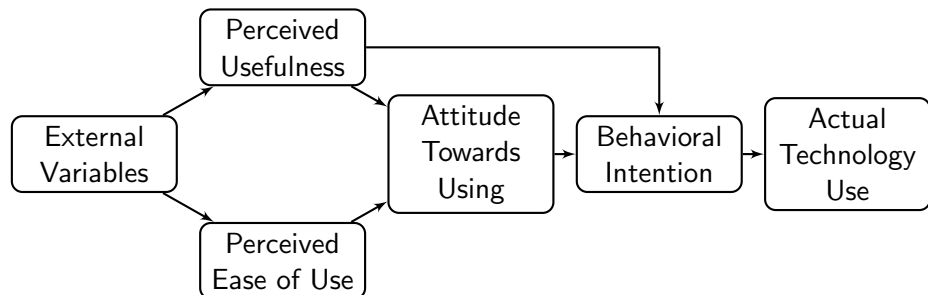 Perceived
Usefulness
External
Variables
Attitude
Towards
Using
Behavioral
Intention
Actual
Technology
Use
Perceived
Ease of Use